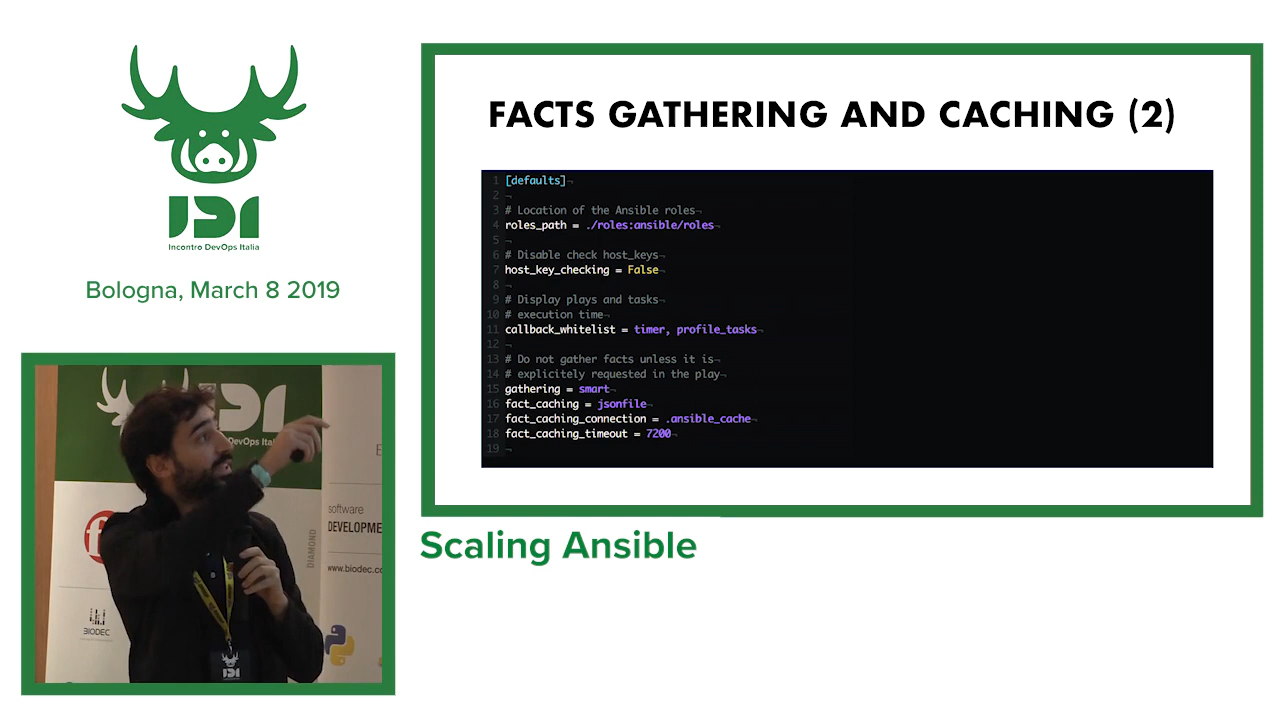 IDI
Incontro DevOps Italia
Bologna, March 8 2019
FACTS GATHERING AND CACHING (2)
1 [defaults]¬
2 ¬
3 # Location of the Ansible roles¬
4 roles_path = ./roles:ansible/roles¬
5 ¬
6 # Disable check host_keys¬
7 host_key_checking = False¬
8 ¬
9 # Display plays and tasks¬
10 # execution time¬
11 callback_whitelist = timer, profile_tasks¬
12 ¬
13 # Do not gather facts unless it is¬
14 # explicitely requested in the play¬
15 gathering = smart¬
16 fact_caching = jsonfile¬
17 fact_caching_connection = .ansible_cache¬
18 fact_caching_timeout = 7200¬
19 ¬
Scaling Ansible
IDI
DevOps Italia
software
DEVELOPME
DIAMOND
www.biodec.co
BIODEC
IDI